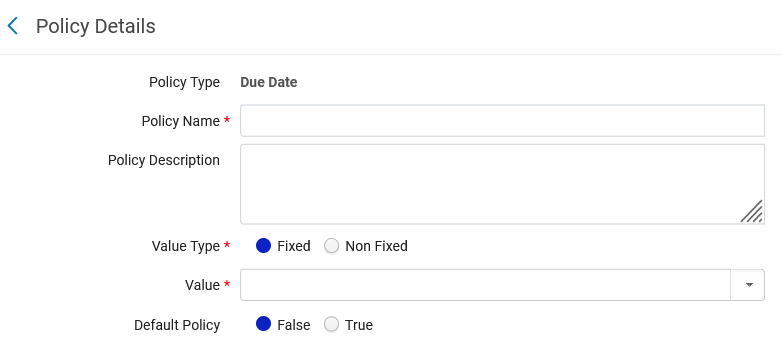 Policy Details
Policy Type Due Date
Policy Name *
Policy Description
Value Type * Fixed Non Fixed
Value *
Default Policy False True